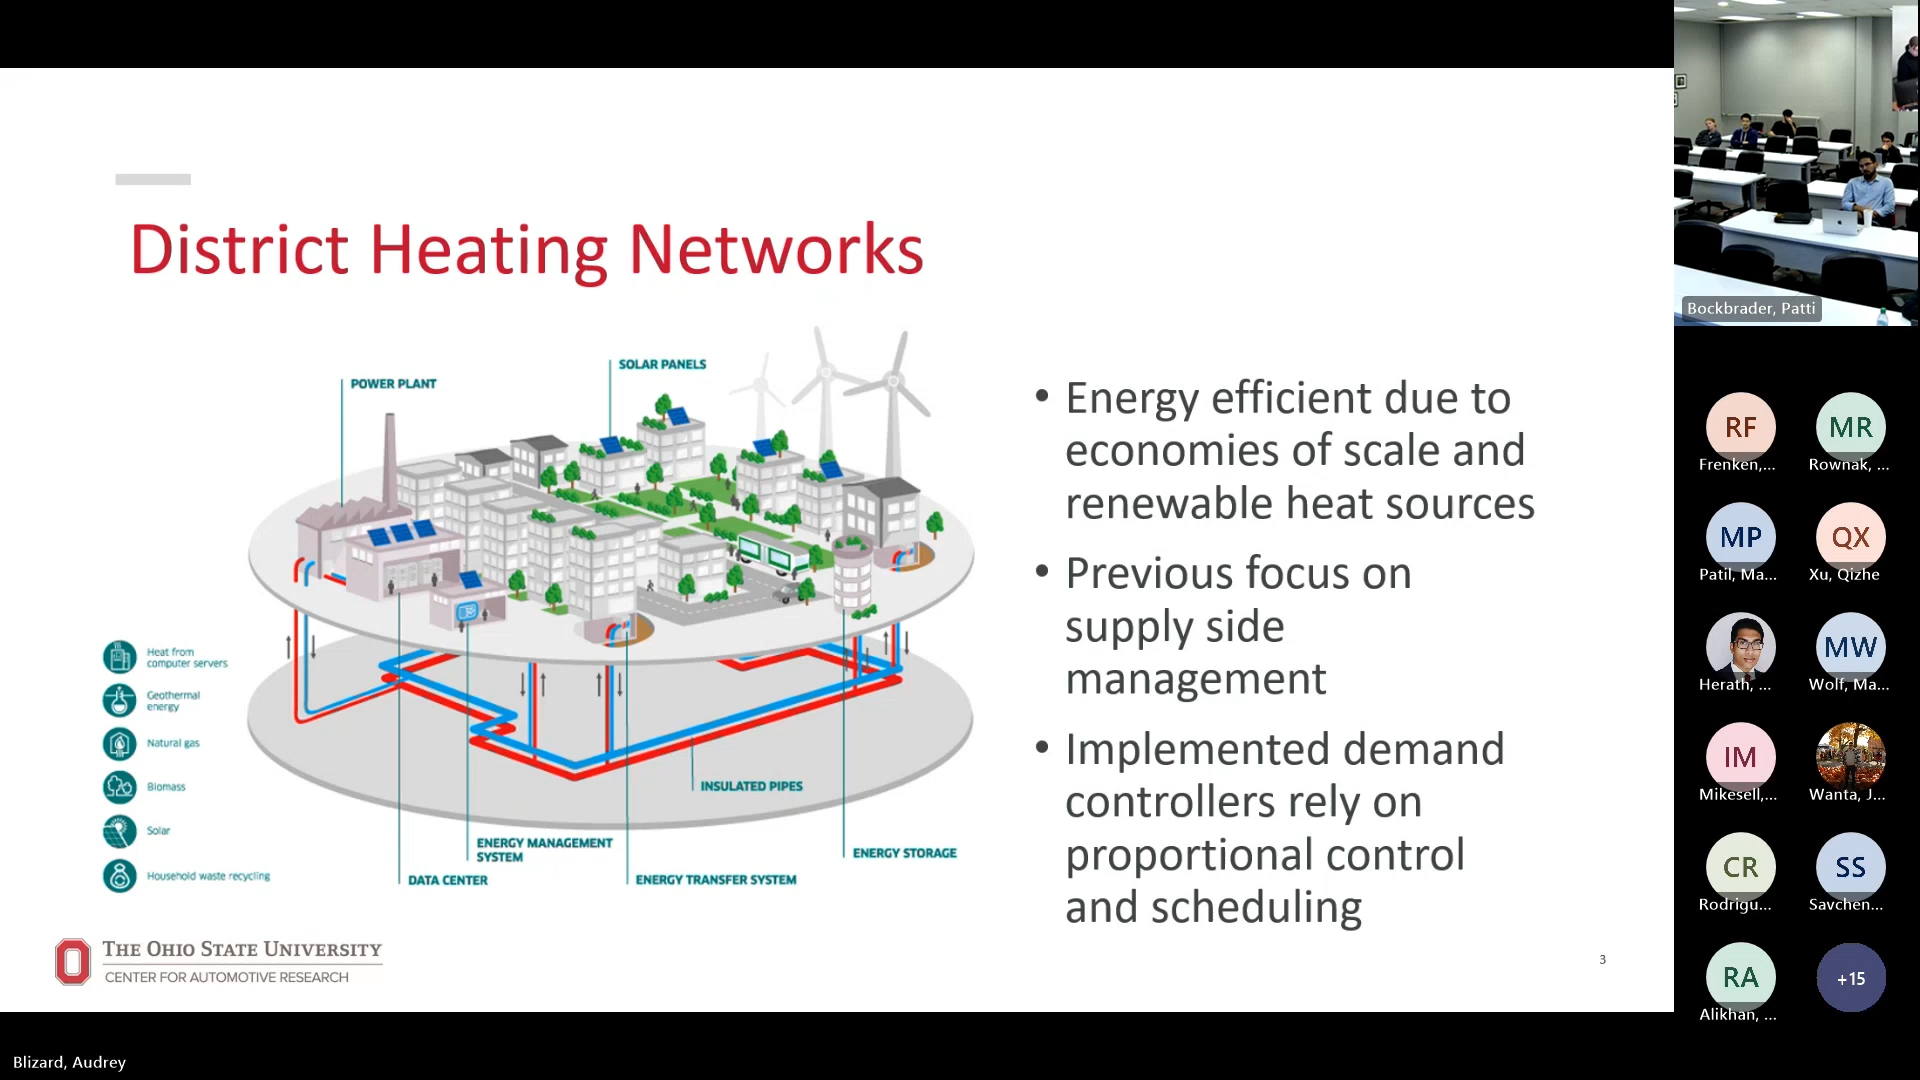 District Heating Networks
POWER PLANT
SOLAR PANELS
Heat from
computer servers
Geothermal
energy
Natural gas
Biomass
Solar
Household waste recycling
INSULATED PIPES
ENERGY MANAGEMENT
SYSTEM
DATA CENTER
ENERGY TRANSFER SYSTEM
ENERGY STORAGE
• Energy efficient due to
economies of scale and
renewable heat sources
• Previous focus on
supply side
management
• Implemented demand
controllers rely on
proportional control
and scheduling
THE OHIO STATE UNIVERSITY
CENTER FOR AUTOMOTIVE RESEARCH
3
Blizard, Audrey
Bockbrader, Patti
RF
Frenken,...
MR
Rownak, ...
MP
Patil, Ma...
QX
Xu, Qizhe
Herath, ...
MW
Wolf, Ma...
IM
Mikesell,...
Wanta, J...
CR
Rodrigu...
SS
Savchen...
RA
Alikhan, ...
+15